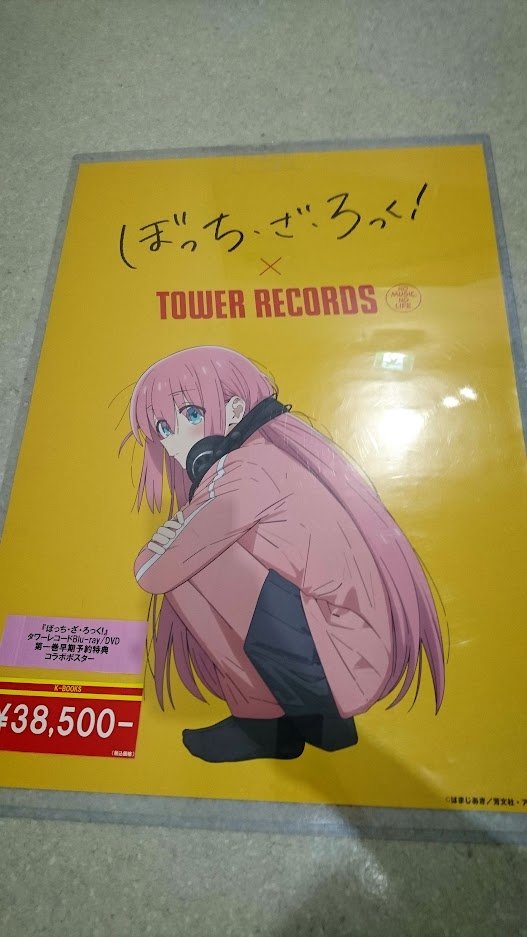 ぼっち・ざ・ろっく!
×
TOWER RECORDS
NO
MUSIC,
NO
LIFE
『ぼっち・ざ・ろっく!』
タワーレコードBlu-ray/DVD
第一巻早期予約特典
コラボポスター
K-BOOKS
¥38,500-
(税込価格)
©はまじあき/芳文社・ア